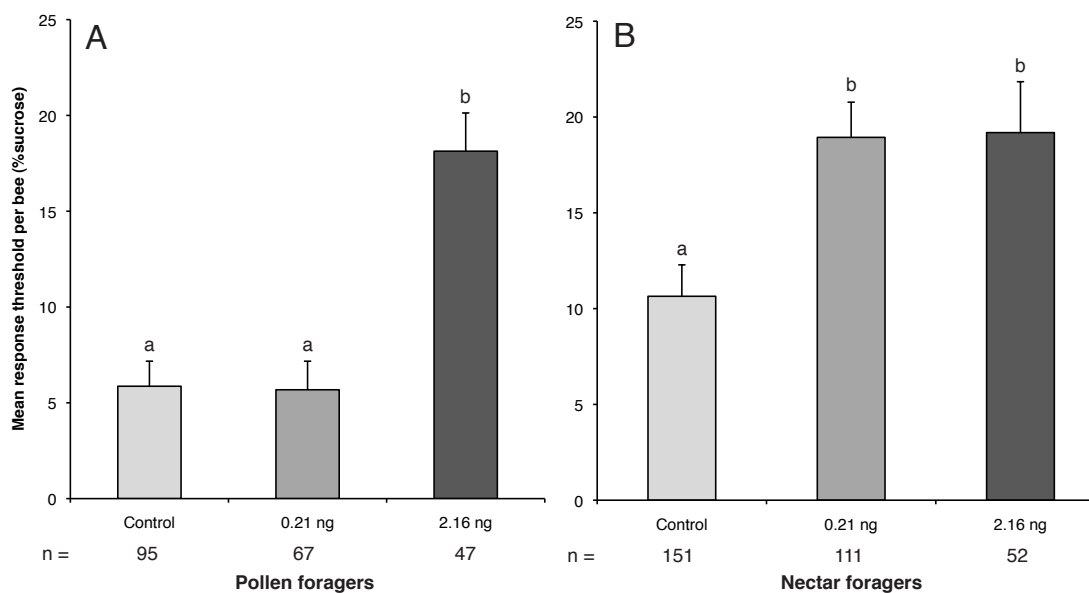 A
Mean response threshold per bee (%sucrose)
25
20
15
10
5
0
a
a
b
Control 0.21 ng 2.16 ng
n = 95 67 47
Pollen foragers
B
25
20
15
10
5
0
a
b
b
Control 0.21 ng 2.16 ng
n = 151 111 52
Nectar foragers